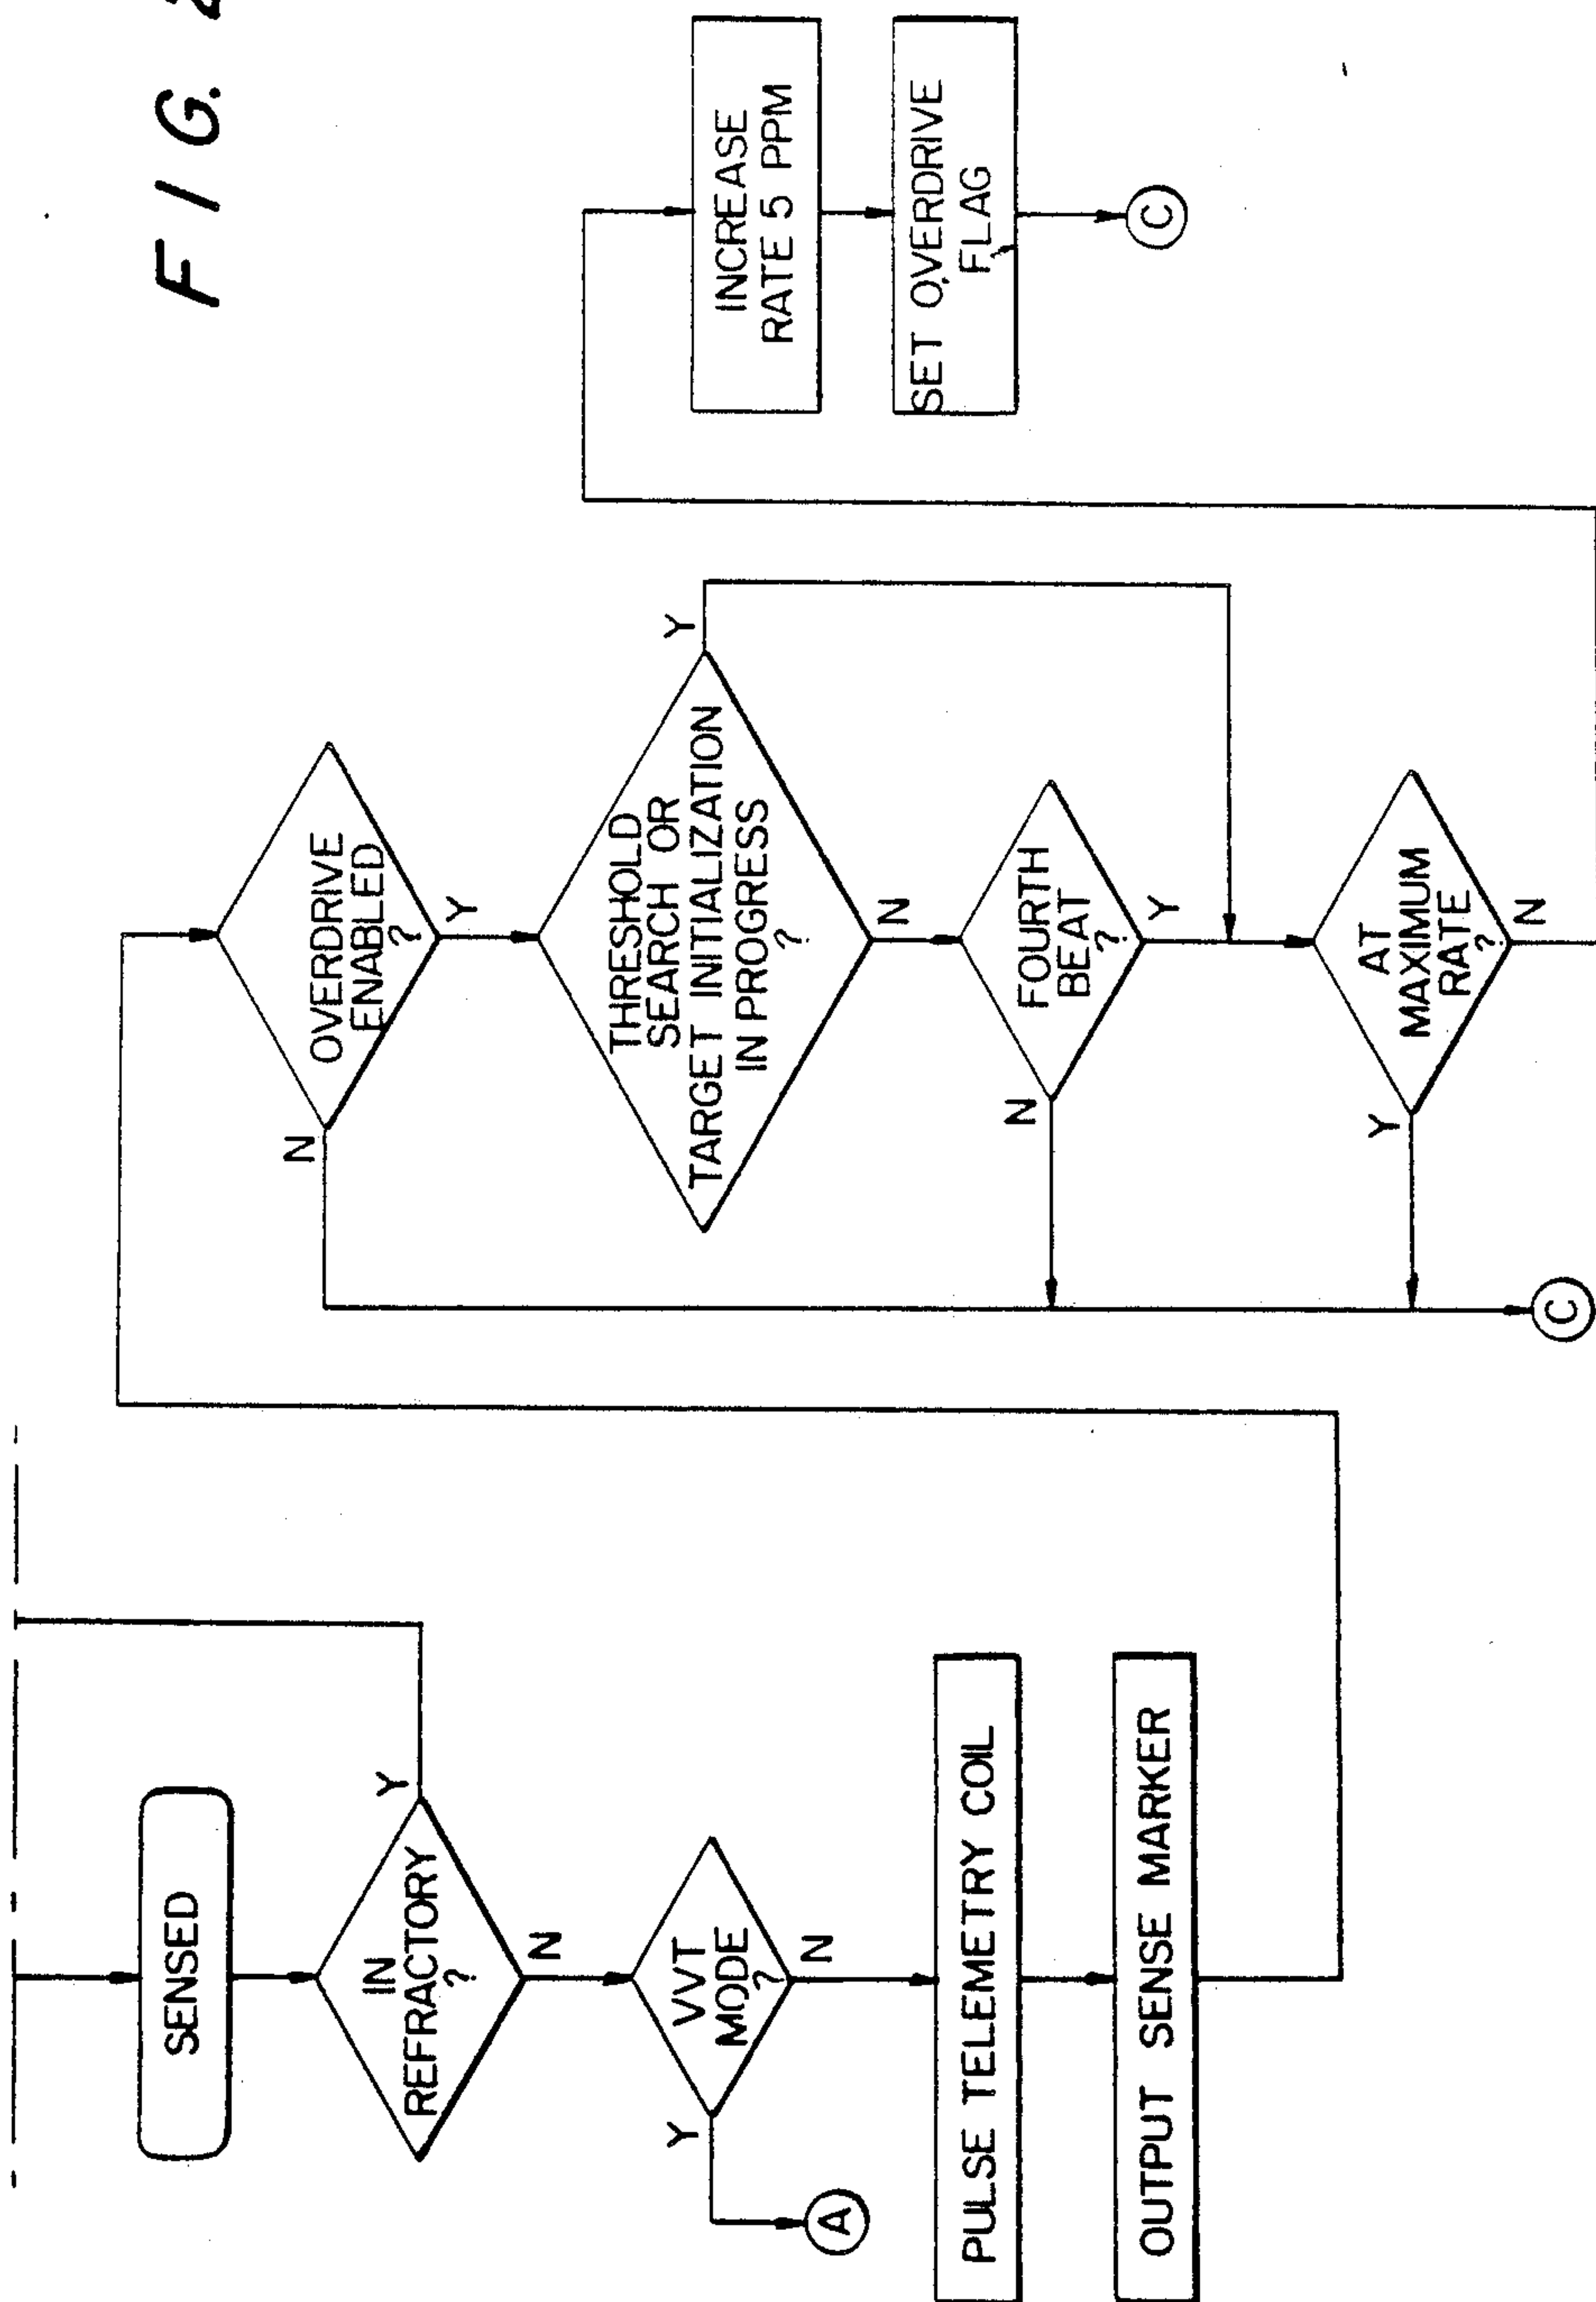 FIG. 2
SENSED
IN
REFRACTORY
?
Y
N
VVT
MODE
?
Y
N
A
PULSE TELEMETRY COIL
OUTPUT SENSE MARKER
OVERDRIVE
ENABLED
?
N
Y
THRESHOLD
SEARCH OR
TARGET INITIALIZATION
IN PROGRESS
?
Y
N
FOURTH
BEAT
?
N
Y
AT
MAXIMUM
RATE
?
Y
N
C
INCREASE
RATE 5 PPM
SET OVERDRIVE
FLAG
C